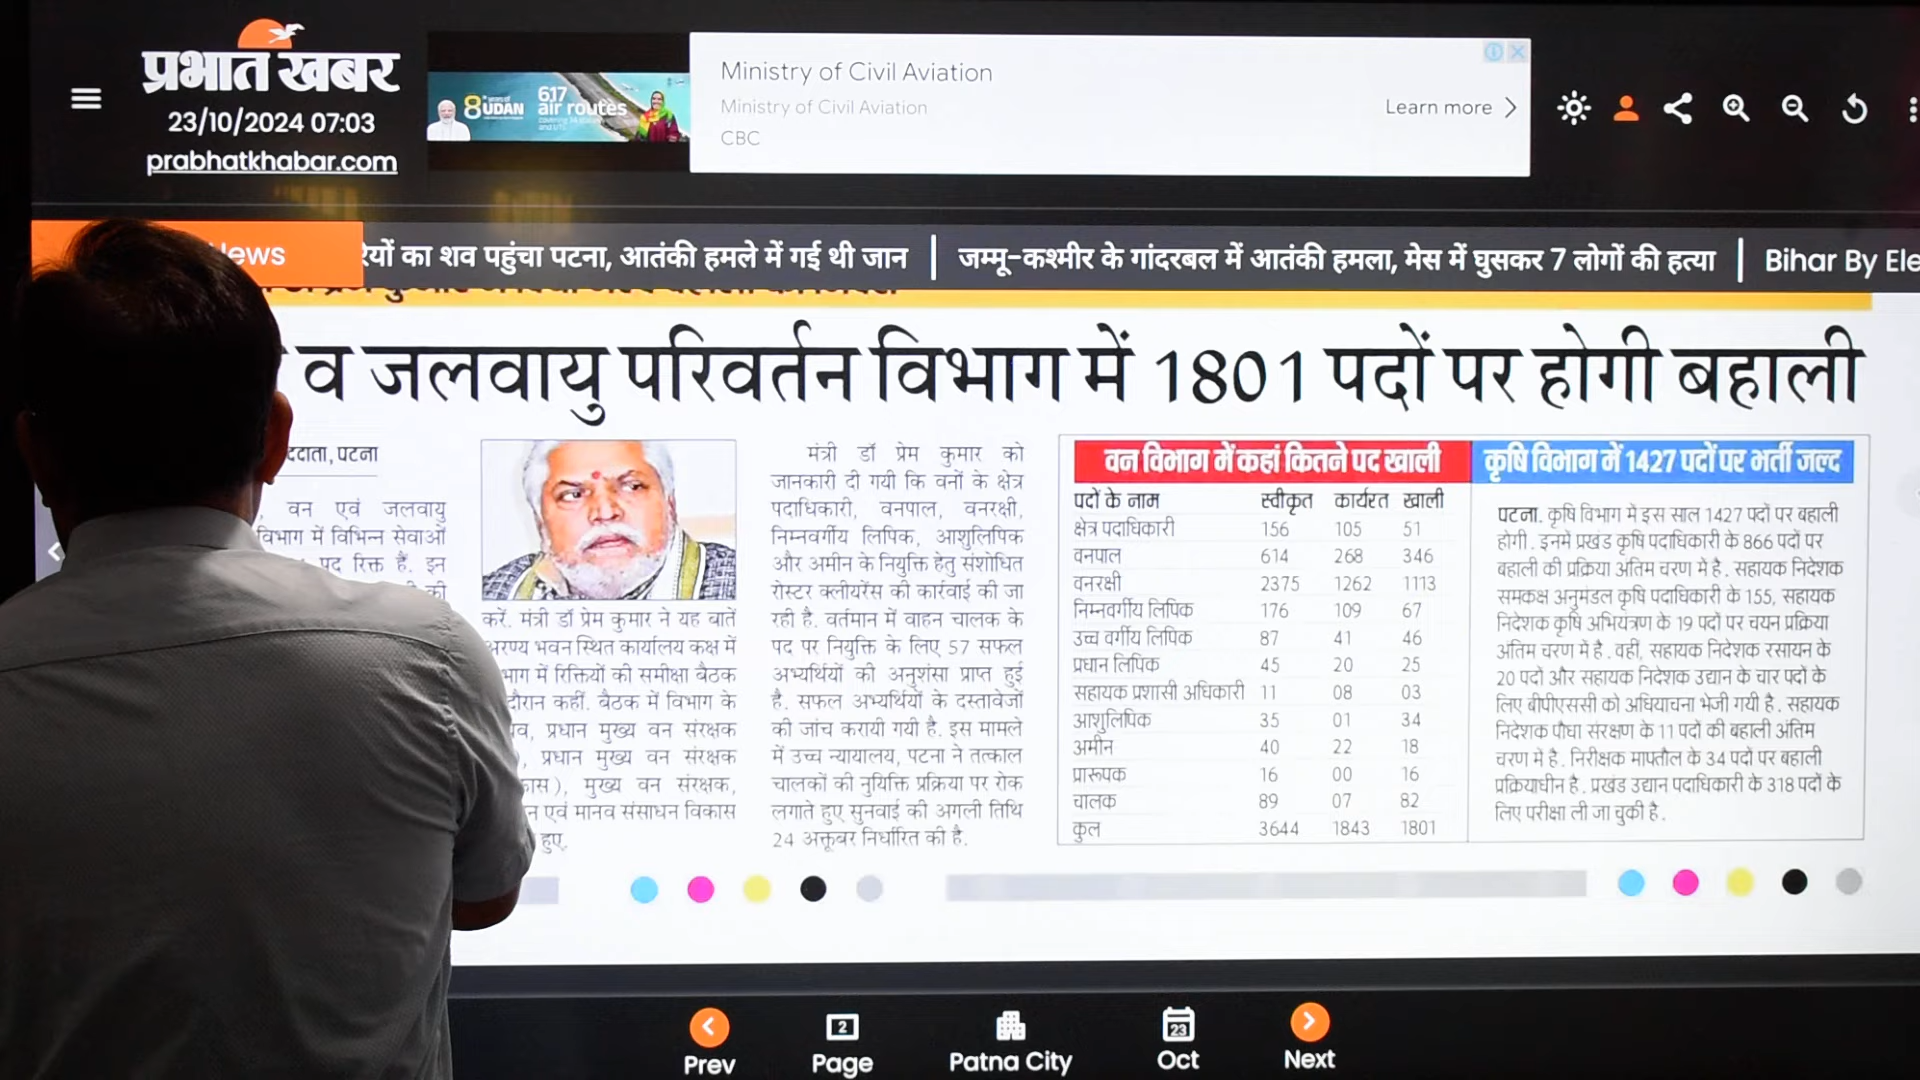 प्रभात खबर
23/10/2024 07:03
prabhatkhabar.com
8 years of UDAN
617
air routes
Ministry of Civil Aviation
Ministry of Civil Aviation
CBC
Learn more
News
का शव पहुंचा पटना, आतंकी हमले में गई थी जान | जम्मू-कश्मीर के गांदरबल में आतंकी हमला, मेस में घुसकर 7 लोगों की हत्या | Bihar By Ele
व जलवायु परिवर्तन विभाग में 1801 पदों पर होगी बहाली
पटना
वन एवं जलवायु
विभाग में विभिन्न सेवाओं
पद रिक्त हैं. इन
की
करें. मंत्री डॉ प्रेम कुमार ने यह बातें
अरण्य भवन स्थित कार्यालय कक्ष में
में रिक्तियों की समीक्षा बैठक
दौरान कहीं. बैठक में विभाग के
प्रधान मुख्य वन संरक्षक
, प्रधान मुख्य वन संरक्षक
), मुख्य वन संरक्षक,
एवं मानव संसाधन विकास
हुए.
मंत्री डॉ प्रेम कुमार को
जानकारी दी गयी कि वनों के क्षेत्र
पदाधिकारी, वनपाल, वनरक्षी,
निम्नवर्गीय लिपिक, आशुलिपिक
और अमीन के नियुक्ति हेतु संशोधित
रोस्टर क्लीयरेंस की कार्रवाई की जा
रही है. वर्तमान में वाहन चालक के
पद पर नियुक्ति के लिए 57 सफल
अभ्यर्थियों की अनुशंसा प्राप्त हुई
है. सफल अभ्यर्थियों के दस्तावेजों
की जांच करायी गयी है. इस मामले
में उच्च न्यायालय, पटना ने तत्काल
चालकों की नुयिक्ति प्रक्रिया पर रोक
लगाते हुए सुनवाई की अगली तिथि
24 अक्तूबर निर्धारित की है.
वन विभाग में कहां कितने पद खाली
पदों के नाम स्वीकृत कार्यरत खाली
क्षेत्र पदाधिकारी 156 105 51
वनपाल 614 268 346
वनरक्षी 2375 1262 1113
निम्नवर्गीय लिपिक 176 109 67
उच्च वर्गीय लिपिक 87 41 46
प्रधान लिपिक 45 20 25
सहायक प्रशासी अधिकारी 11 08 03
आशुलिपिक 35 01 34
अमीन 40 22 18
प्रारूपक 16 00 16
चालक 89 07 82
कुल 3644 1843 1801
कृषि विभाग में 1427 पदों पर भर्ती जल्द
पटना. कृषि विभाग में इस साल 1427 पदों पर बहाली
होगी. इनमें प्रखंड कृषि पदाधिकारी के 866 पदों पर
बहाली की प्रक्रिया अंतिम चरण में है. सहायक निदेशक
समकक्ष अनुमंडल कृषि पदाधिकारी के 155, सहायक
निदेशक कृषि अभियंत्रण के 19 पदों पर चयन प्रक्रिया
अंतिम चरण में है. वहीं, सहायक निदेशक रसायन के
20 पदों और सहायक निदेशक उद्यान के चार पदों के
लिए बीपीएससी को अधियाचना भेजी गयी है. सहायक
निदेशक पौधा संरक्षण के 11 पदों की बहाली अंतिम
चरण में है. निरीक्षक मापतौल के 34 पदों पर बहाली
प्रक्रियाधीन है. प्रखंड उद्यान पदाधिकारी के 318 पदों के
लिए परीक्षा ली जा चुकी है.
Prev
2
Page
Patna City
23
Oct
Next